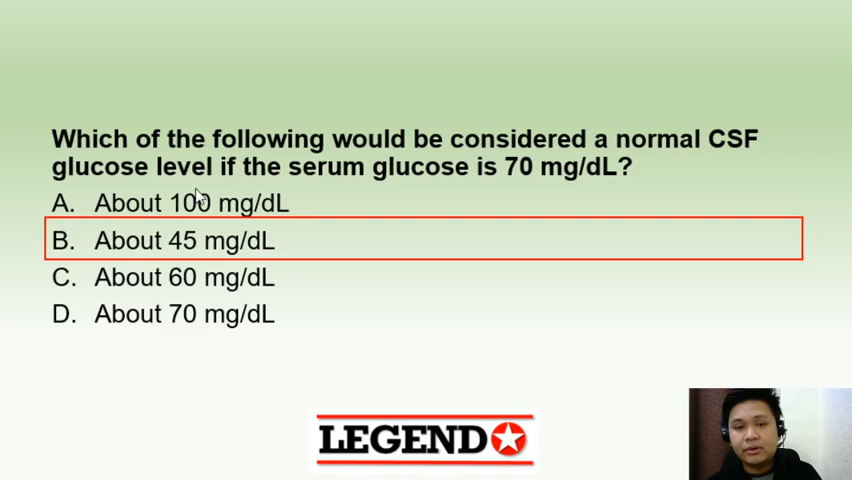 Which of the following would be considered a normal CSF
glucose level if the serum glucose is 70 mg/dL?
A. About 100 mg/dL
B. About 45 mg/dL
C. About 60 mg/dL
D. About 70 mg/dL
LEGEND